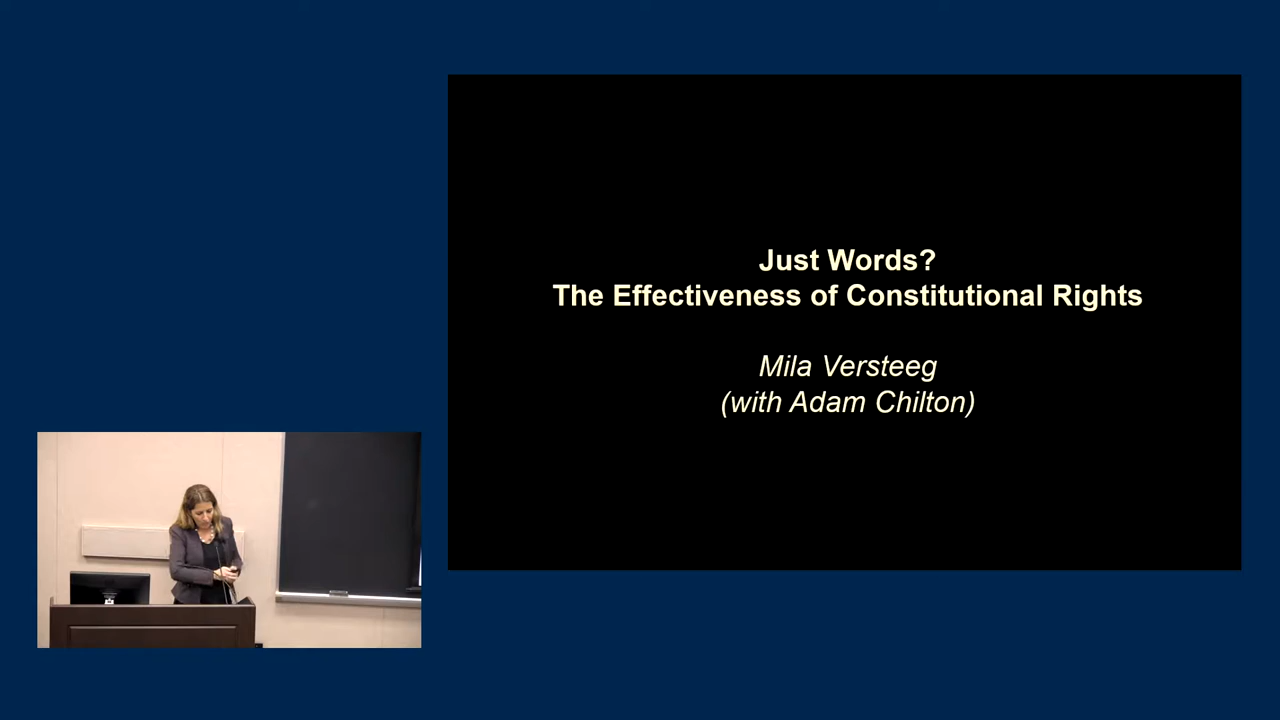 Just Words?
The Effectiveness of Constitutional Rights
Mila Versteeg
(with Adam Chilton)